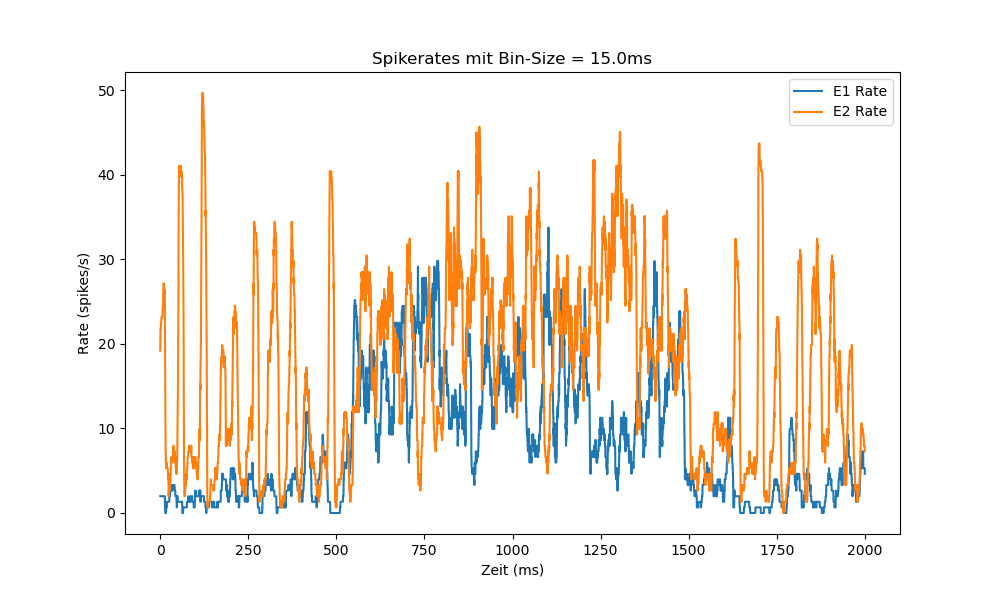 Spikerates mit Bin-Size = 15.0ms
E1 Rate
E2 Rate
Rate (spikes/s)
50
40
30
20
10
0
0 250 500 750 1000 1250 1500 1750 2000
Zeit (ms)